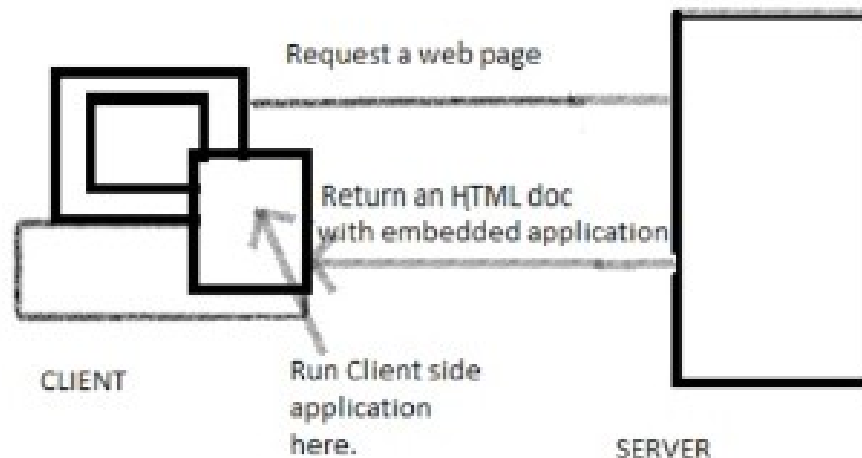 Request a web page
Return an HTML doc
with embedded application
CLIENT
Run Client side
application
here.
SERVER